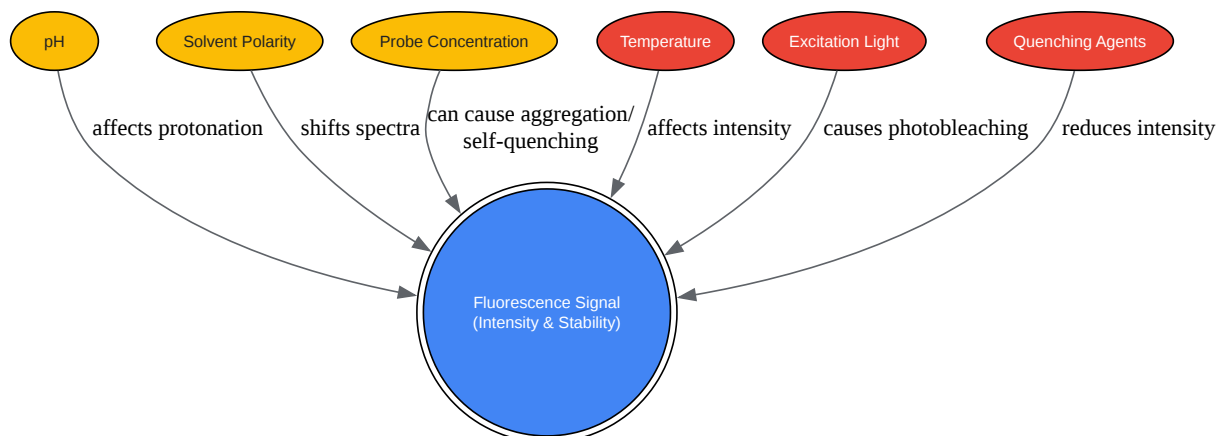 pH
Solvent Polarity
Probe Concentration
Temperature
Excitation Light
Quenching Agents
affects protonation
shifts spectra
can cause aggregation/
self-quenching
affects intensity
causes photobleaching
reduces intensity
Fluorescence Signal
(Intensity & Stability)